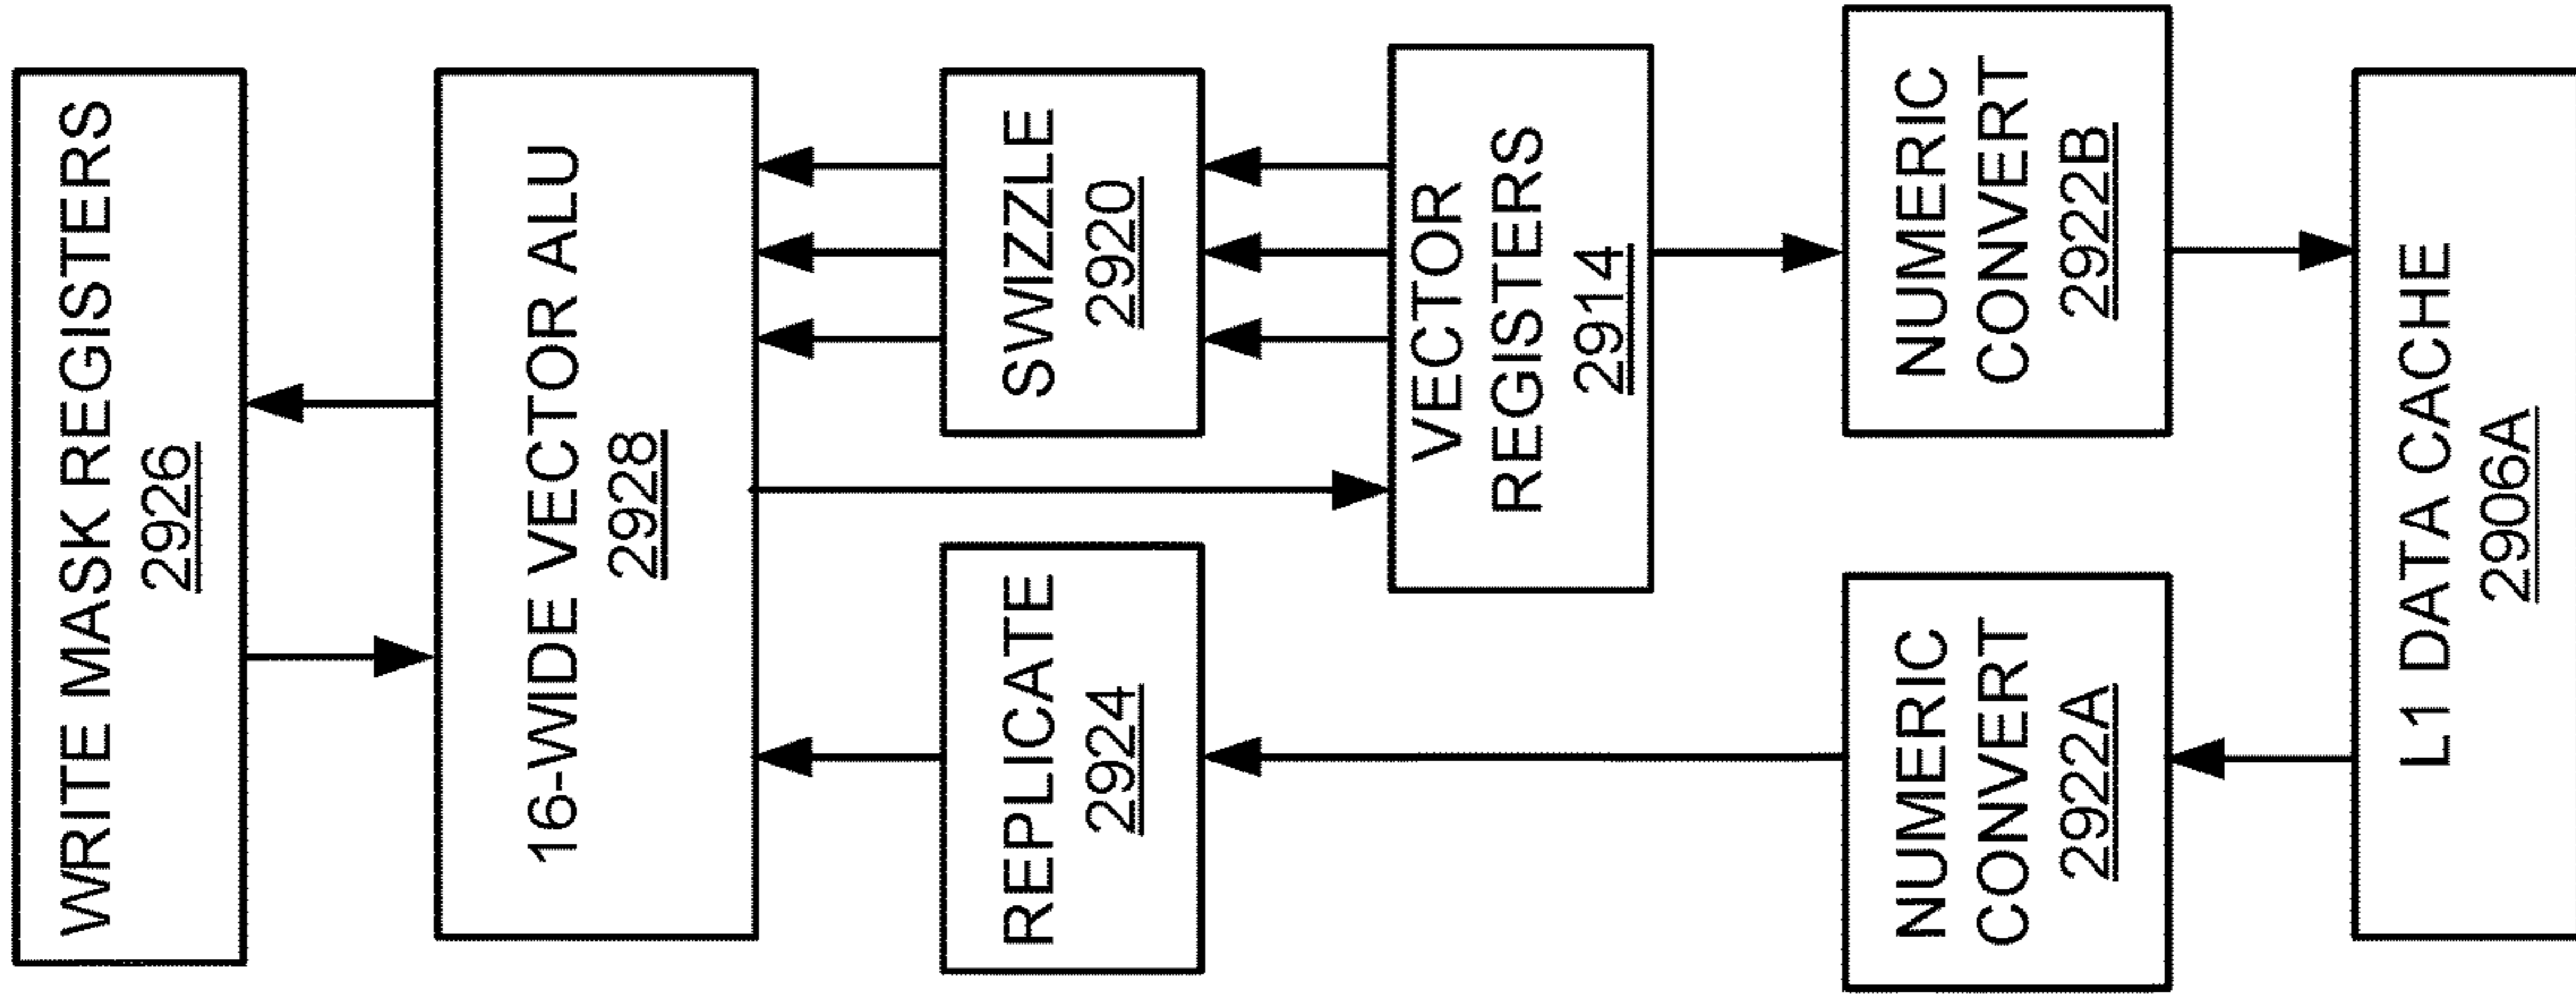 WRITE MASK REGISTERS
2926
16-WIDE VECTOR ALU
2928
REPLICATE
2924
SWIZZLE
2920
VECTOR
REGISTERS
2914
NUMERIC
CONVERT
2922A
NUMERIC
CONVERT
2922B
L1 DATA CACHE
2906A